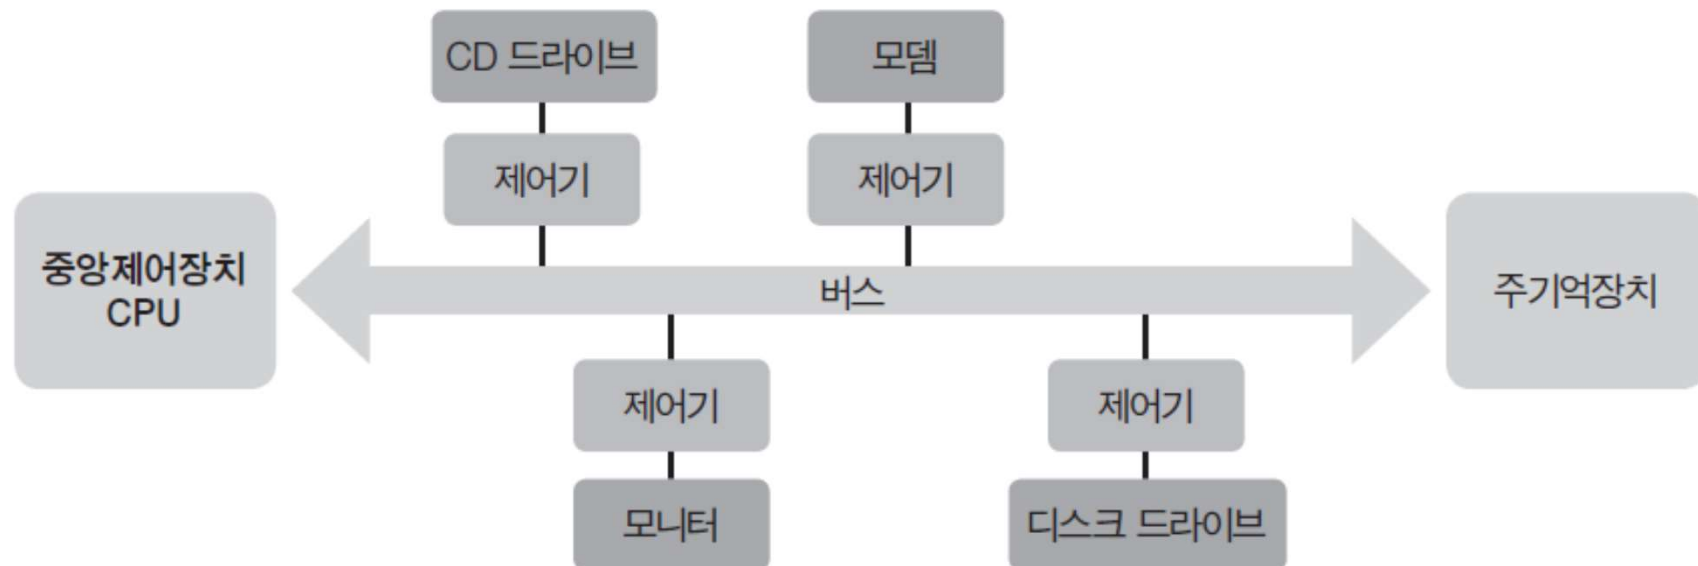 CD 드라이브
모뎀
제어기
제어기
중앙제어장치
CPU
버스
주기억장치
제어기
제어기
모니터
디스크 드라이브